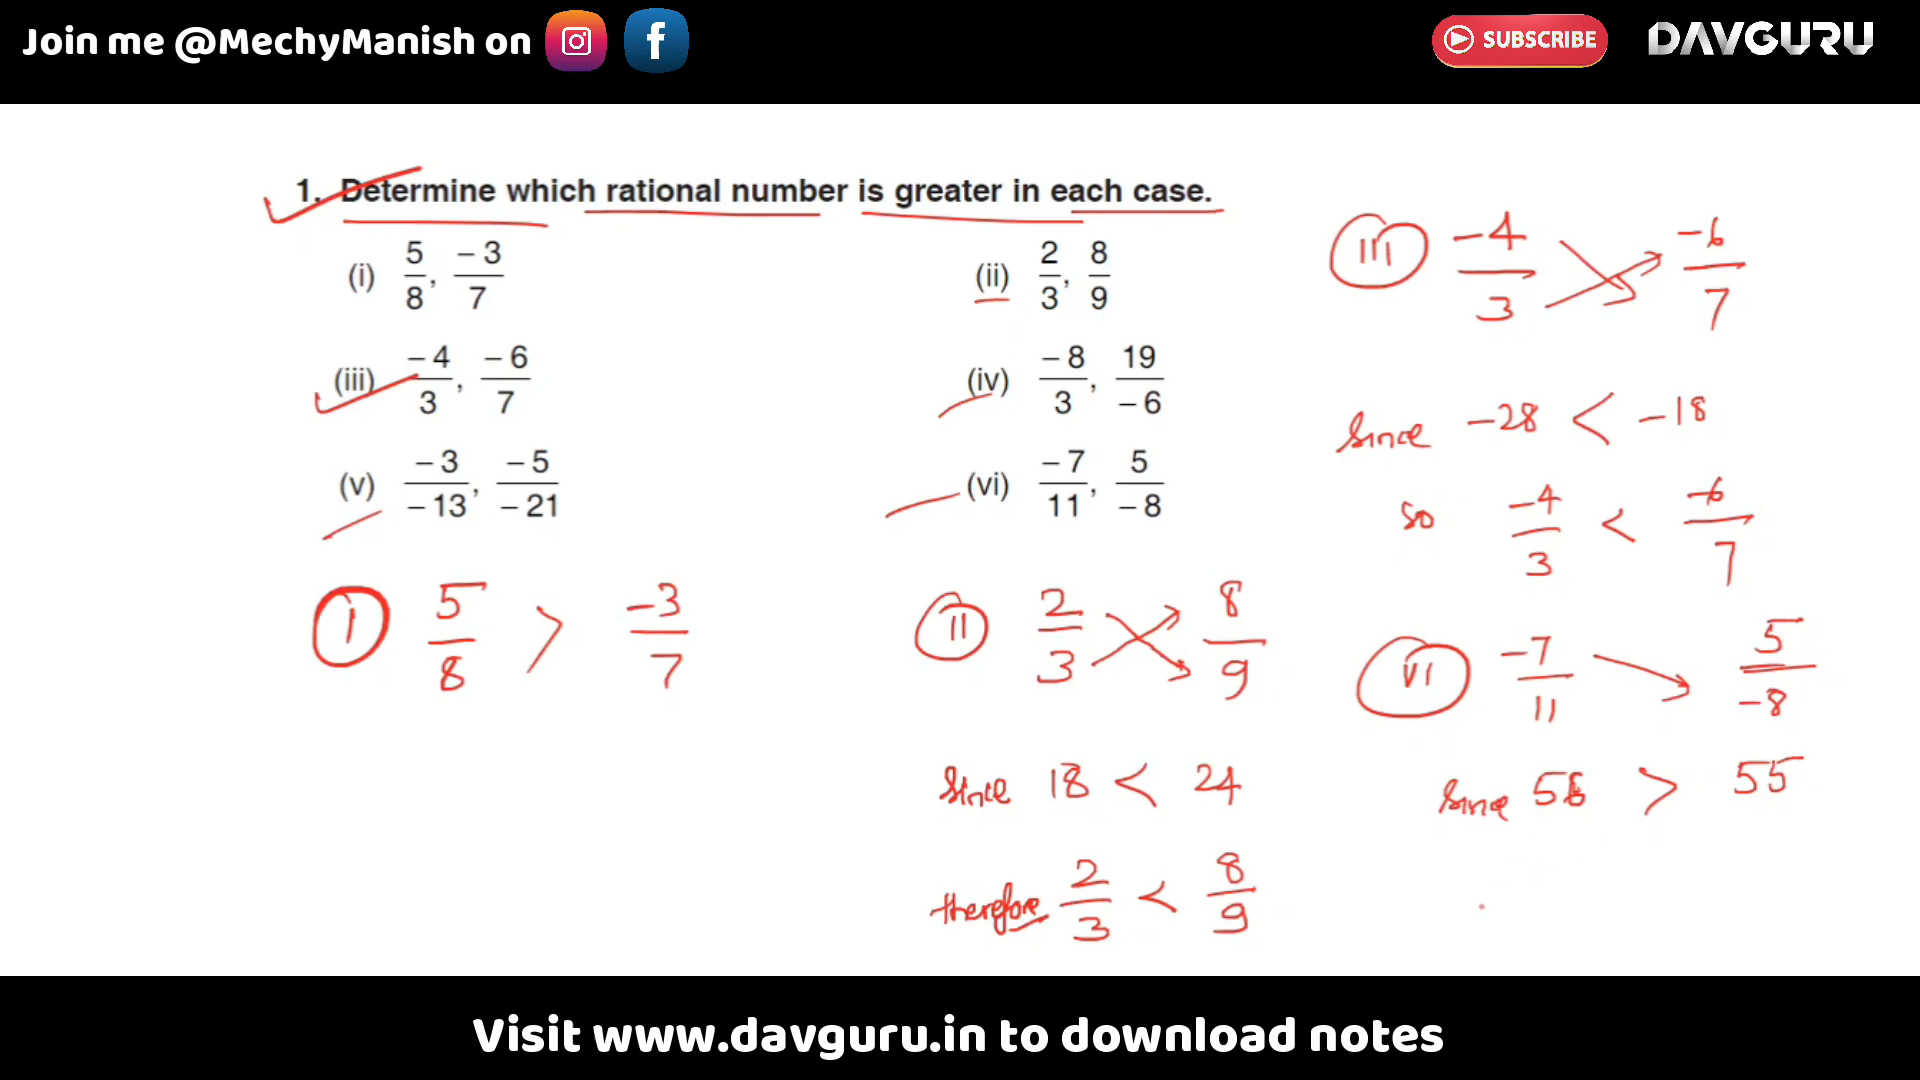 Join me @MechyManish on
SUBSCRIBE
DAVGURU
1. Determine which rational number is greater in each case.
(i) 5/8, -3/7 (ii) 2/3, 8/9
(iii) -4/3, -6/7 (iv) -8/3, 19/-6
(v) -3/-13, -5/-21 (vi) -7/11, 5/-8
I 5/8 > -3/7
II 2/3 8/9
Since 18 < 24
therefore 2/3 < 8/9
III -4/3 -6/7
Since -28 < -18
So -4/3 < -6/7
VI -7/11 5/-8
Since 56 > 55
Visit www.davguru.in to download notes